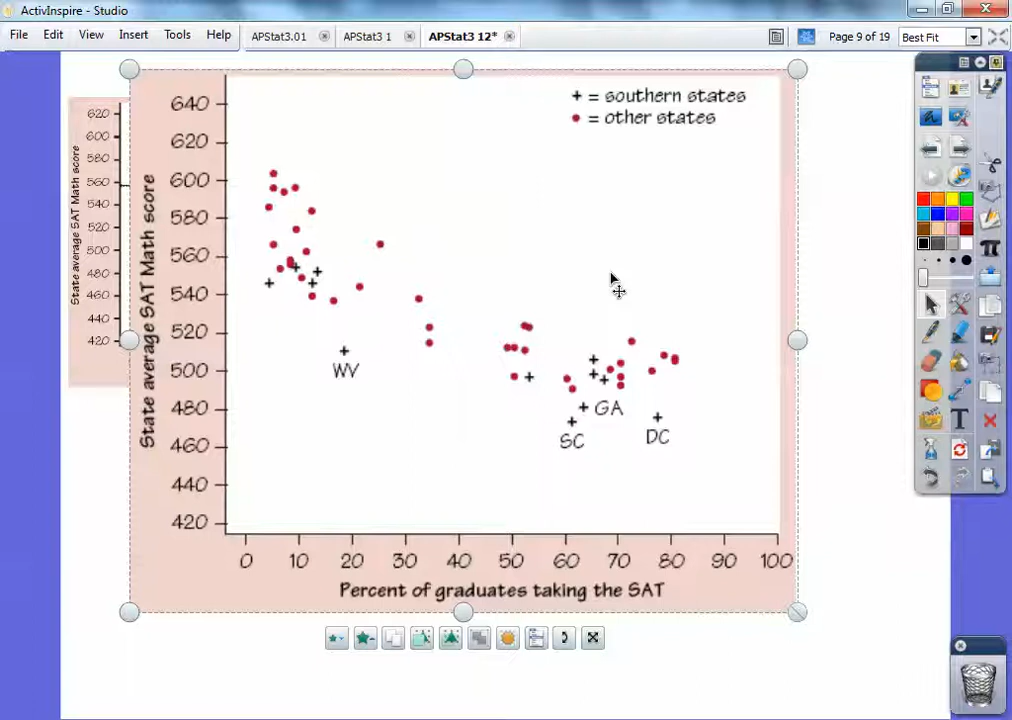 ActivInspire - Studio
File Edit View Insert Tools Help APStat3.01 APStat3 1 APStat3 12* Page 9 of 19 Best Fit
State average SAT Math score
620
600
580
560
540
520
500
480
460
440
420
State average SAT Math score
640
620
600
580
560
540
520
500
480
460
440
420
+ = southern states
• = other states
WV
GA
SC
DC
0 10 20 30 40 50 60 70 80 90 100
Percent of graduates taking the SAT